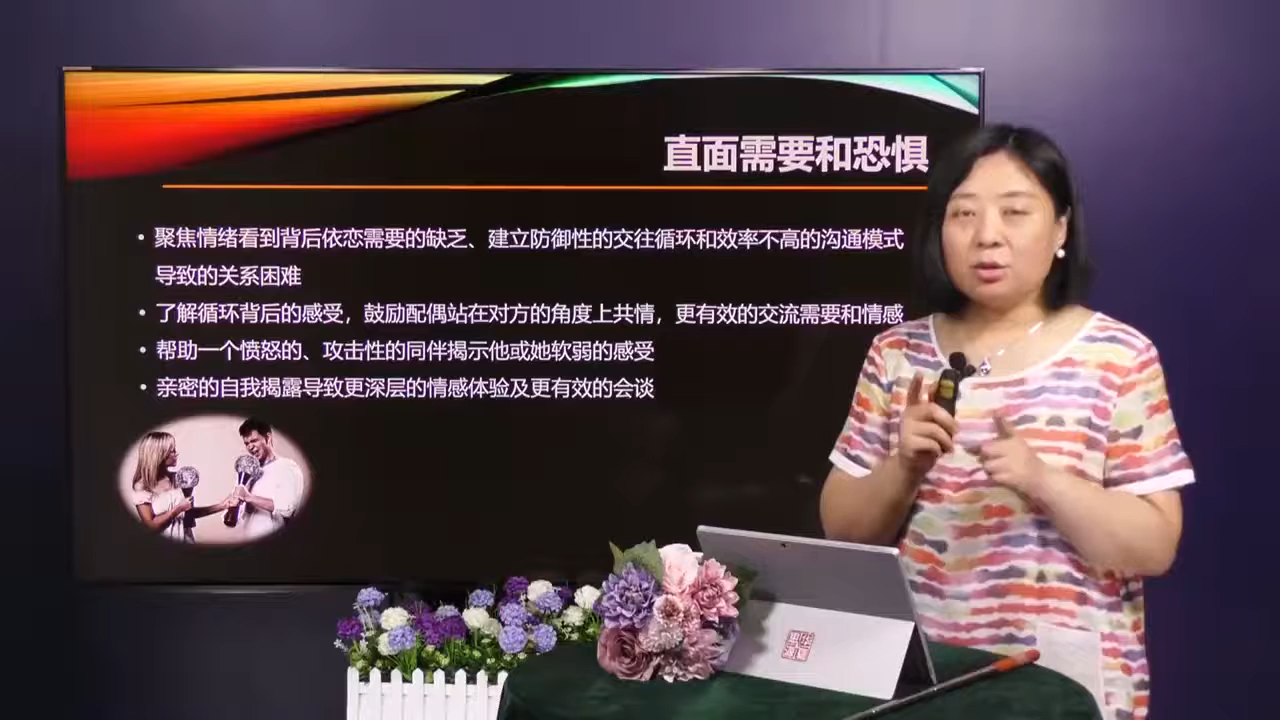 直面需要和恐惧
• 聚焦情绪看到背后依恋需要的缺乏、建立防御性的交往循环和效率不高的沟通模式
导致的关系困难
• 了解循环背后的感受，鼓励配偶站在对方的角度上共情，更有效的交流需要和情感
• 帮助一个愤怒的、攻击性的同伴揭示他或她软弱的感受
• 亲密的自我揭露导致更深层的情感体验及更有效的会谈